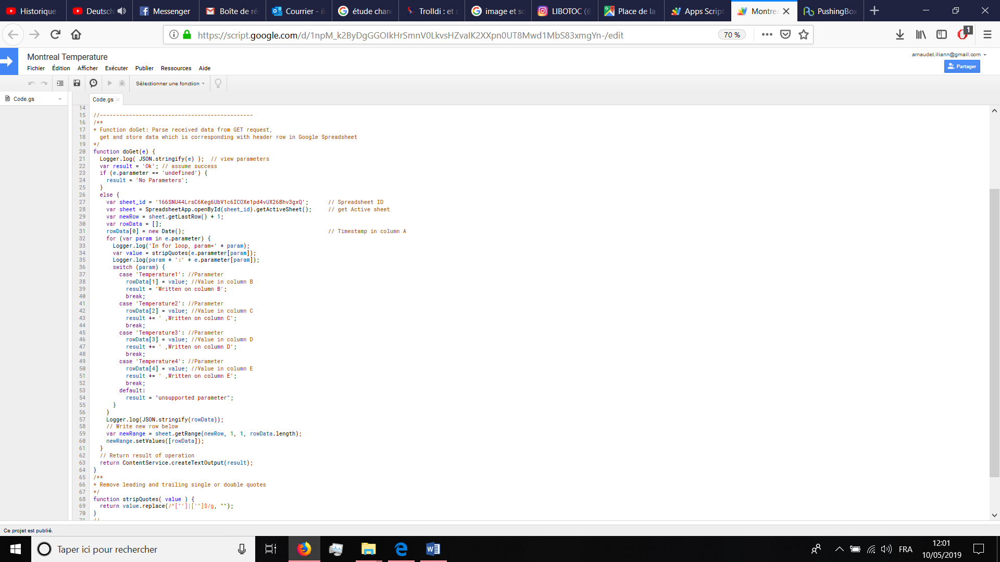 Historique Deutschl Messenger Boîte de ré Courrier - il étude chan Trolldi : et s image et so LIBOTOC (@ Place de la Apps Script Montrea PushingBox
https://script.google.com/d/1npM_k2ByDgGGOIkHrSmnV0LkvsHZvaIK2XXpn0UT8Mwd1MbS83xmgYn-/edit 70 % 1
Montreal Temperature
arnaudet.iliann@gmail.com
Fichier Édition Afficher Exécuter Publier Ressources Aide
Partager
Sélectionner une fonction
Code.gs
Code.gs
14
15 //-----------------------------------------------
16 /**
17 * Function doGet: Parse received data from GET request,
18 get and store data which is corresponding with header row in Google Spreadsheet
19 */
20 function doGet(e) {
21 Logger.log( JSON.stringify(e) ); // view parameters
22 var result = 'Ok'; // assume success
23 if (e.parameter == 'undefined') {
24 result = 'No Parameters';
25 }
26 else {
27 var sheet_id = '166SNU44LrsC6Keg6UbV1c6ICOXe1pd4vUX26Bhv3gxQ'; // Spreadsheet ID
28 var sheet = SpreadsheetApp.openById(sheet_id).getActiveSheet(); // get Active sheet
29 var newRow = sheet.getLastRow() + 1;
30 var rowData = [];
31 rowData[0] = new Date(); // Timestamp in column A
32 for (var param in e.parameter) {
33 Logger.log('In for loop, param=' + param);
34 var value = stripQuotes(e.parameter[param]);
35 Logger.log(param + ':' + e.parameter[param]);
36 switch (param) {
37 case 'Temperature1': //Parameter
38 rowData[1] = value; //Value in column B
39 result = 'Written on column B';
40 break;
41 case 'Temperature2': //Parameter
42 rowData[2] = value; //Value in column C
43 result += ' ,Written on column C';
44 break;
45 case 'Temperature3': //Parameter
46 rowData[3] = value; //Value in column D
47 result += ' ,Written on column D';
48 break;
49 case 'Temperature4': //Parameter
50 rowData[4] = value; //Value in column E
51 result += ' ,Written on column E';
52 break;
53 default:
54 result = "unsupported parameter";
55 }
56 }
57 Logger.log(JSON.stringify(rowData));
58 // Write new row below
59 var newRange = sheet.getRange(newRow, 1, 1, rowData.length);
60 newRange.setValues([rowData]);
61 }
62 // Return result of operation
63 return ContentService.createTextOutput(result);
64 }
65 /**
66 * Remove leading and trailing single or double quotes
67 */
68 function stripQuotes( value ) {
69 return value.replace(/^["']|['"]$/g, "");
70 }
71 //
Ce projet est publié.
Taper ici pour rechercher
FRA
12:01
10/05/2019